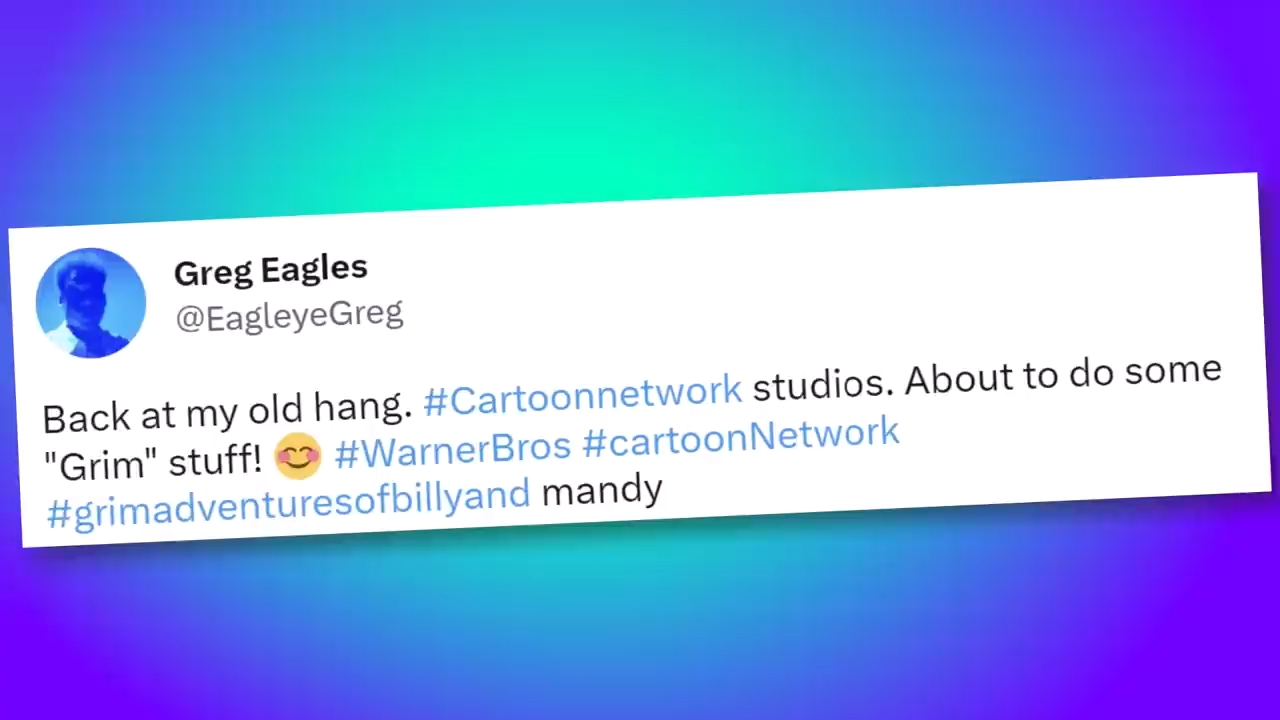 Greg Eagles
@EagleyeGreg
Back at my old hang. #Cartoonnetwork studios. About to do some
"Grim" stuff! 😊 #WarnerBros #cartoonNetwork
#grimadventuresofbillyand mandy